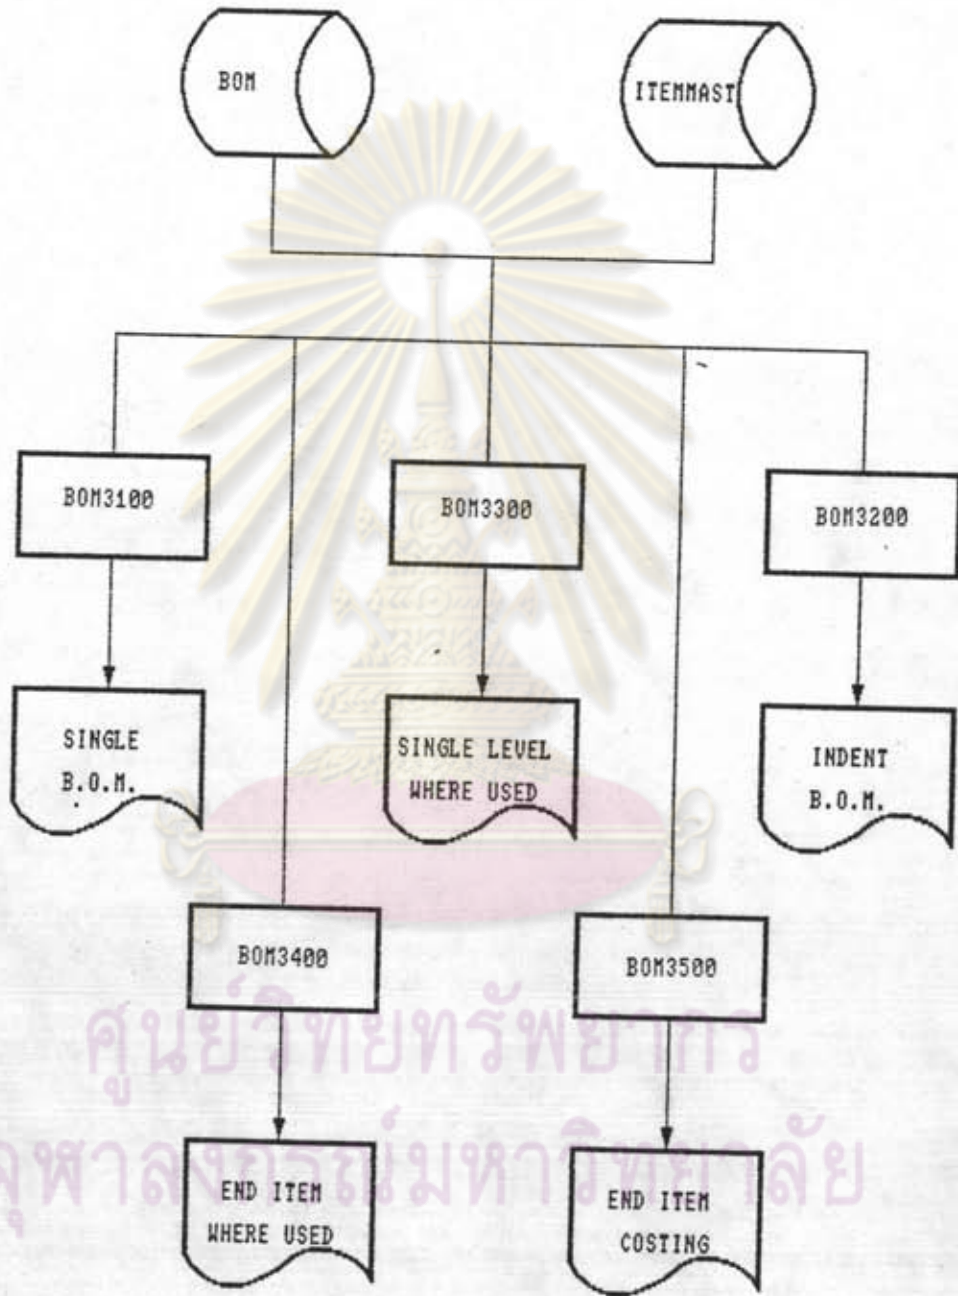 BOM
ITEMMAST
BOM3100
BOM3300
BOM3200
SINGLE
B.O.M.
SINGLE LEVEL
WHERE USED
INDENT
B.O.M.
BOM3400
BOM3500
ศูนย์วิทยทรัพยากร
จุฬาลงกรณ์มหาวิทยาลัย
END ITEM
WHERE USED
END ITEM
COSTING